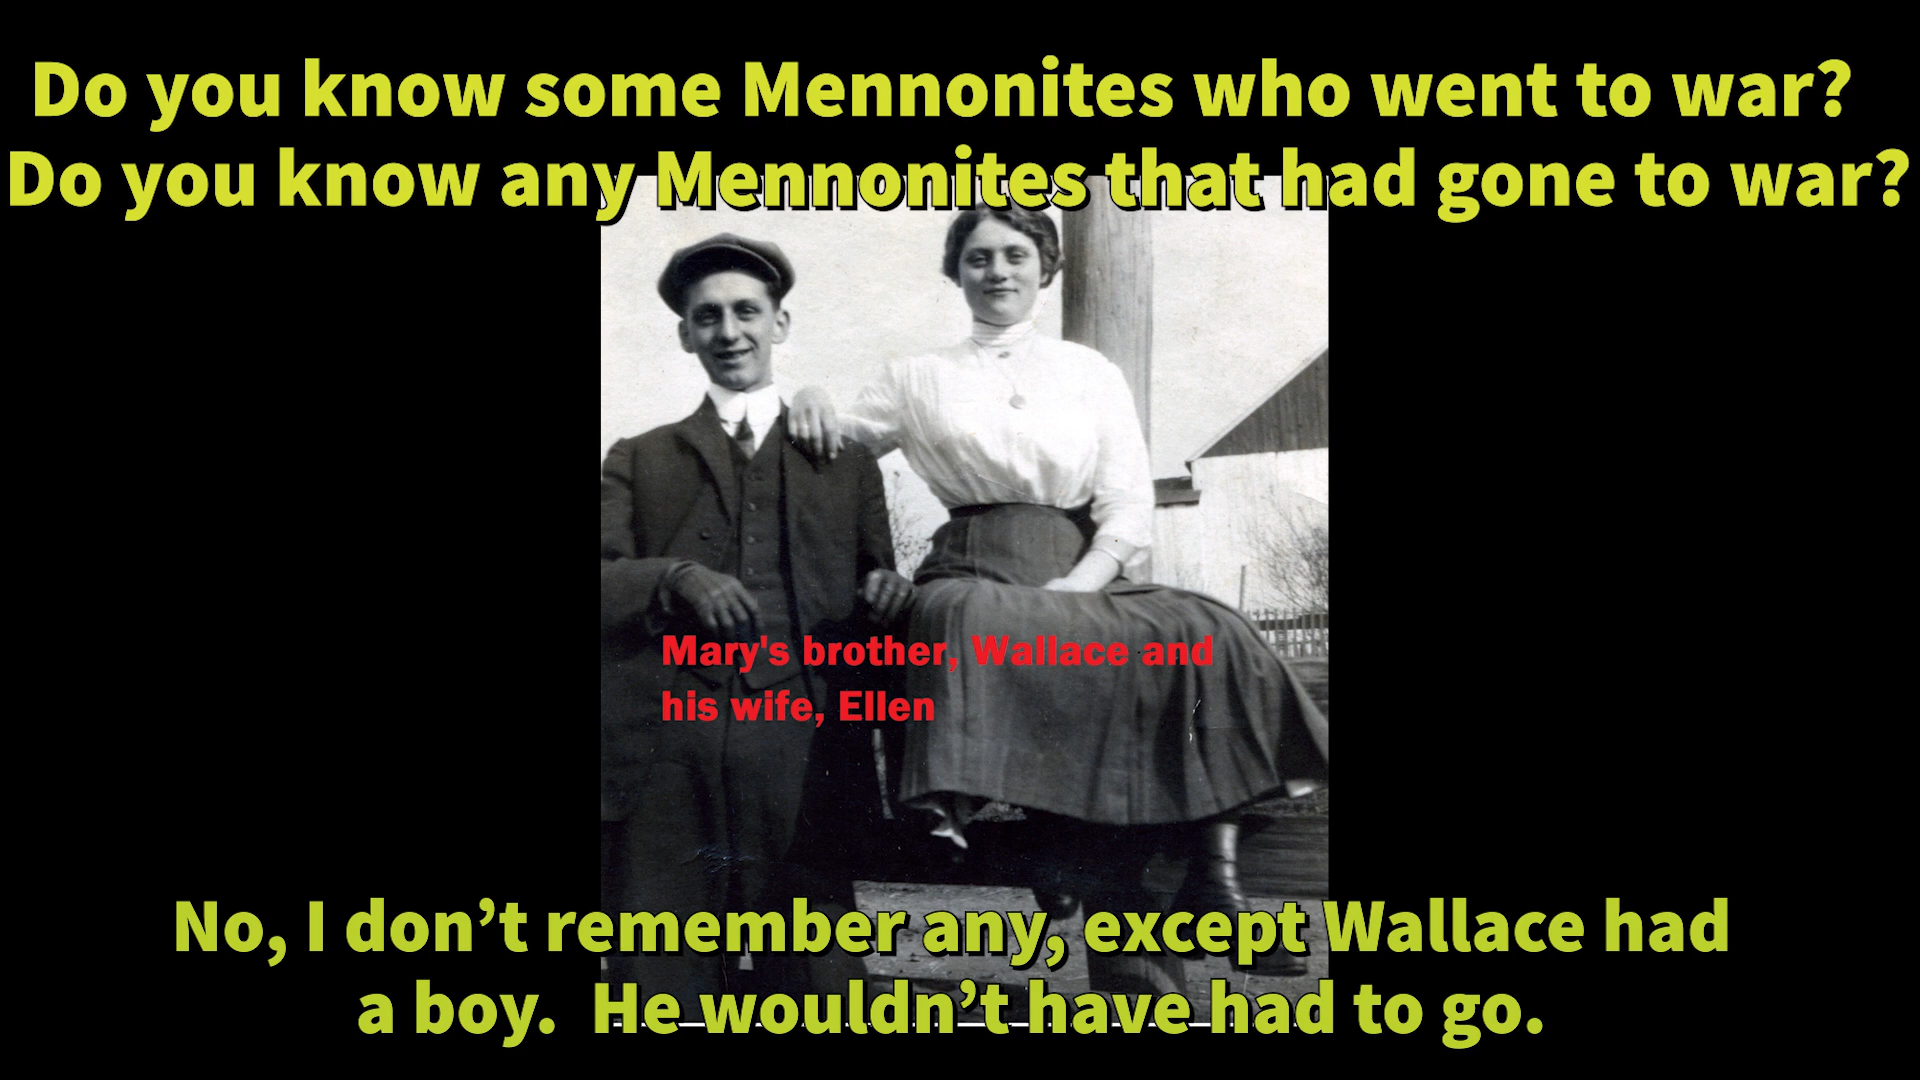 Do you know some Mennonites who went to war?
Do you know any Mennonites that had gone to war?
Mary's brother, Wallace and
his wife, Ellen
No, I don’t remember any, except Wallace had
a boy.  He wouldn’t have had to go.